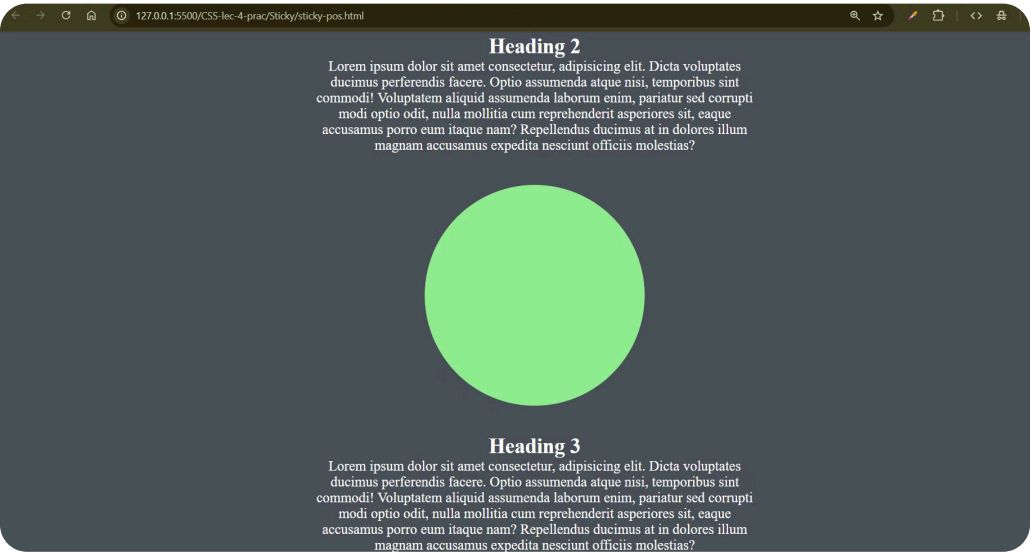 127.0.0.1:5500/CSS-lec-4-prac/Sticky/sticky-pos.html
Heading 2
Lorem ipsum dolor sit amet consectetur, adipisicing elit. Dicta voluptates
ducimus perferendis facere. Optio assumenda atque nisi, temporibus sint
commodi! Voluptatem aliquid assumenda laborum enim, pariatur sed corrupti
modi optio odit, nulla mollitia cum reprehenderit asperiores sit, eaque
accusamus porro eum itaque nam? Repellendus ducimus at in dolores illum
magnam accusamus expedita nesciunt officiis molestias?
Heading 3
Lorem ipsum dolor sit amet consectetur, adipisicing elit. Dicta voluptates
ducimus perferendis facere. Optio assumenda atque nisi, temporibus sint
commodi! Voluptatem aliquid assumenda laborum enim, pariatur sed corrupti
modi optio odit, nulla mollitia cum reprehenderit asperiores sit, eaque
accusamus porro eum itaque nam? Repellendus ducimus at in dolores illum
magnam accusamus expedita nesciunt officiis molestias?